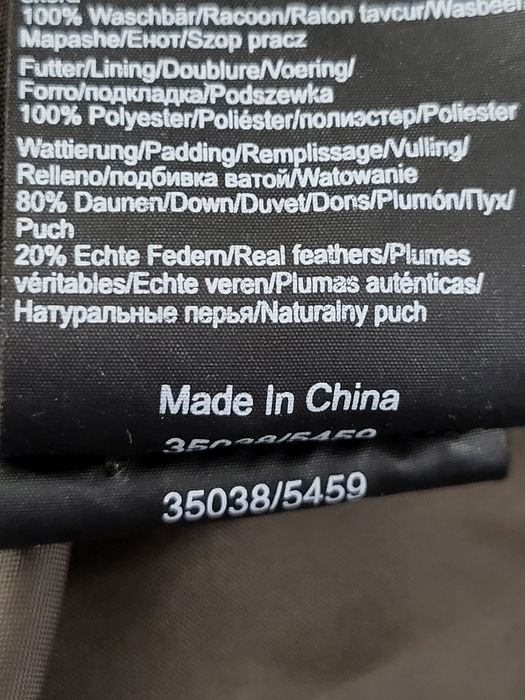 100% Waschbär/Racoon/Raton lavcur/Wasbeer
Mapashe/Енот/Szop pracz
Futter/Lining/Doublure/Voering/
Forro/подкладка/Podszewka
100% Polyester/Poliéster/полиэстер/Poliester
Wattierung/Padding/Remplissage/Vulling/
Relleno/подбивка ватой/Watowanie
80% Daunen/Down/Duvet/Dons/Plumón/Пух/
Puch
20% Echte Federn/Real feathers/Plumes
véritables/Echte veren/Plumas auténticas/
Натуральные перья/Naturalny puch
Made In China
35038/5459
35038/5459